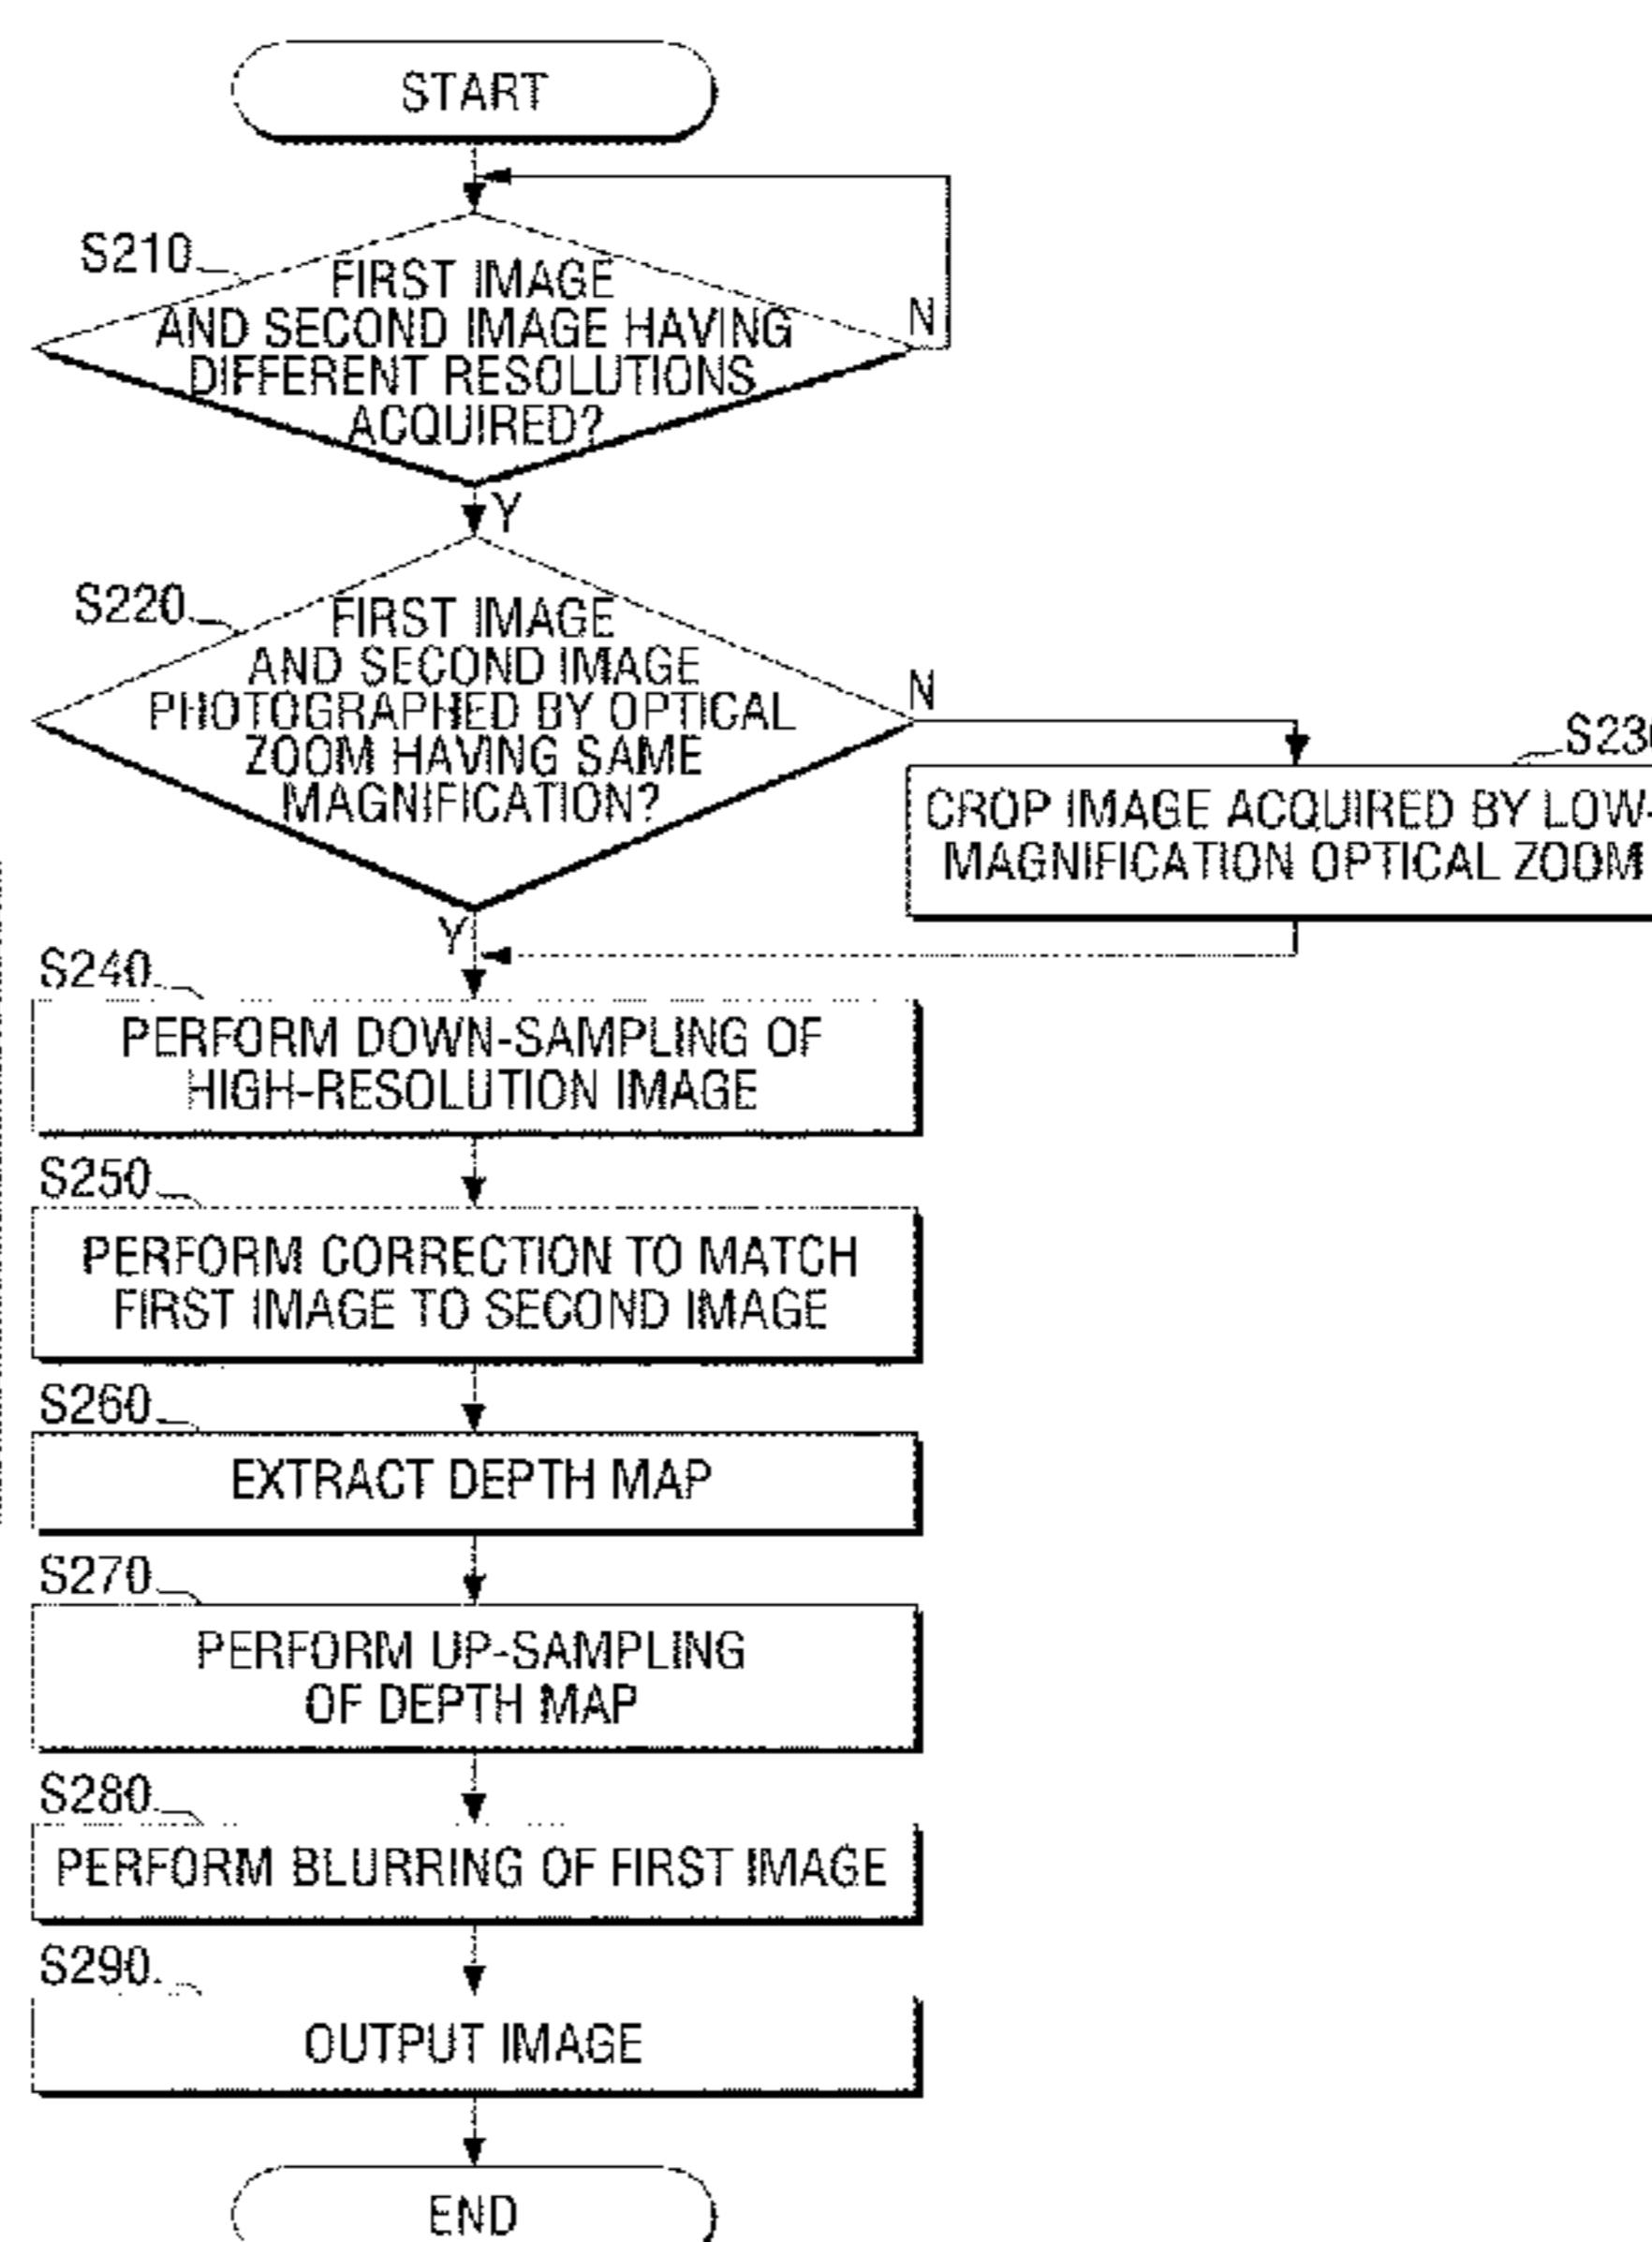 START
S210
FIRST IMAGE
AND SECOND IMAGE HAVING
DIFFERENT RESOLUTIONS
ACQUIRED?
N
Y
S220
FIRST IMAGE
AND SECOND IMAGE
PHOTOGRAPHED BY OPTICAL
ZOOM HAVING SAME
MAGNIFICATION?
N
S230
CROP IMAGE ACQUIRED BY LOW-
MAGNIFICATION OPTICAL ZOOM
Y
S240
PERFORM DOWN-SAMPLING OF
HIGH-RESOLUTION IMAGE
S250
PERFORM CORRECTION TO MATCH
FIRST IMAGE TO SECOND IMAGE
S260
EXTRACT DEPTH MAP
S270
PERFORM UP-SAMPLING
OF DEPTH MAP
S280
PERFORM BLURRING OF FIRST IMAGE
S290
OUTPUT IMAGE
END